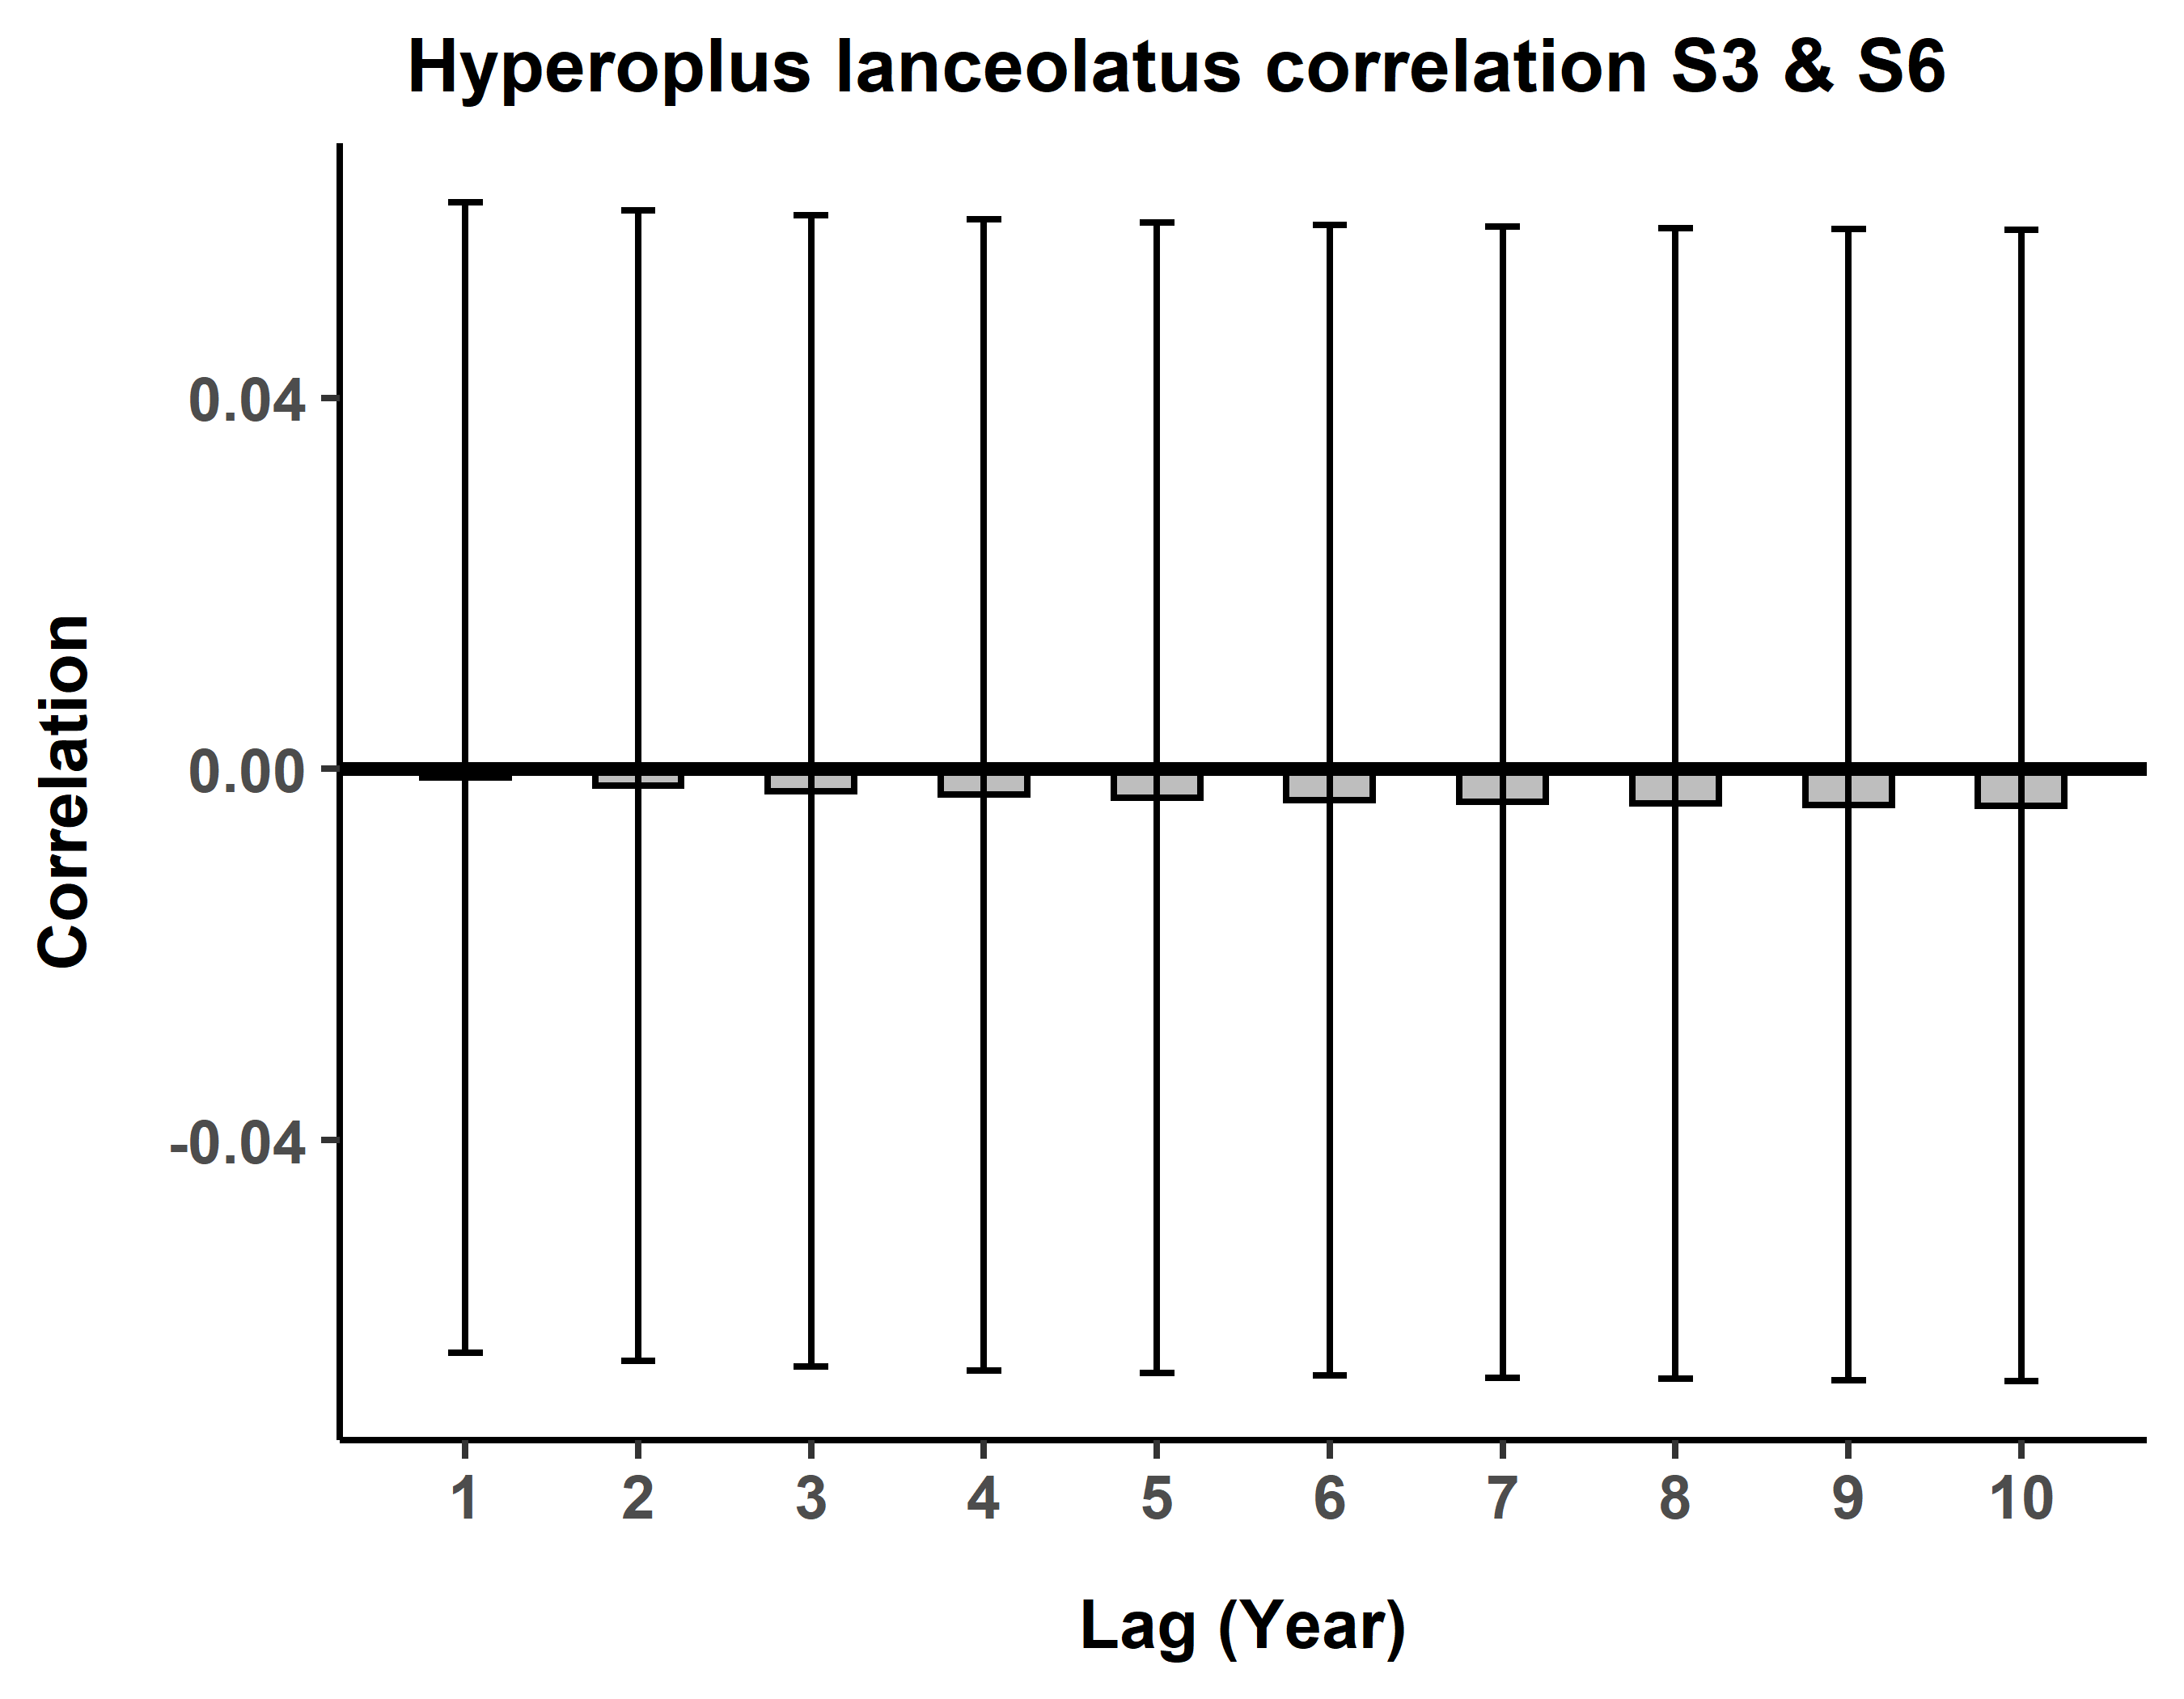 Hyperoplus lanceolatus correlation S3 & S6
Correlation
0.04
0.00
-0.04
1 2 3 4 5 6 7 8 9 10
Lag (Year)